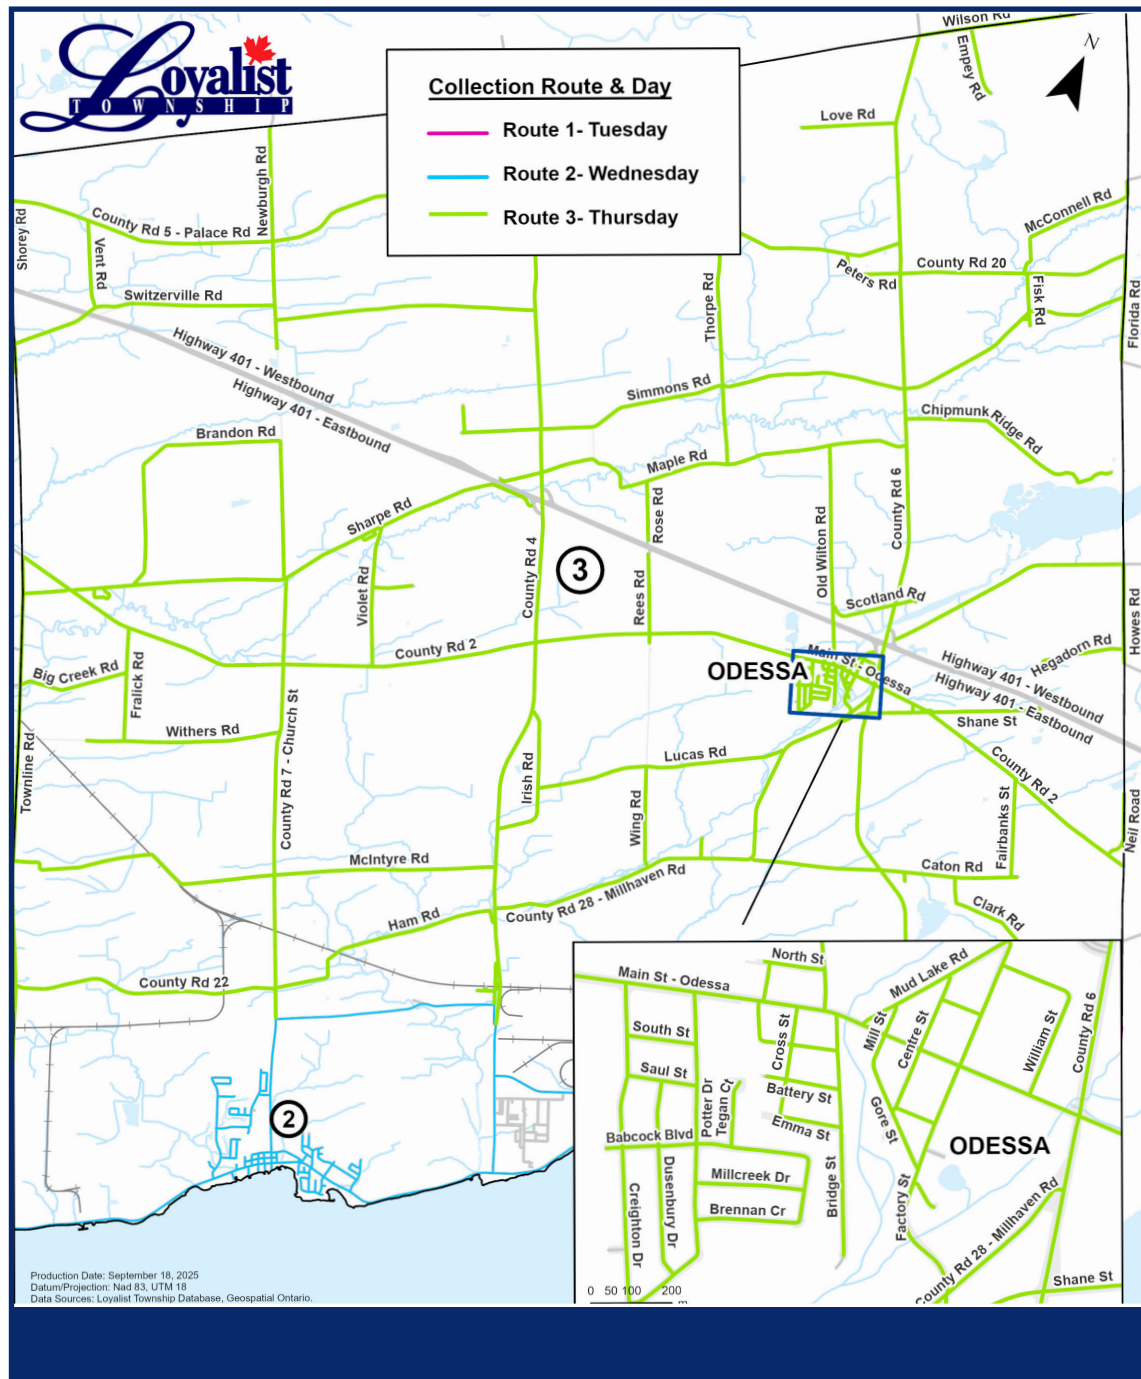 Loyalist
TOWNSHIP
Collection Route & Day
Route 1- Tuesday
Route 2- Wednesday
Route 3- Thursday
N
Wilson Rd
Empey Rd
Love Rd
McConnell Rd
Shorey Rd
County Rd 5 - Palace Rd
Newburgh Rd
Vent Rd
Switzerville Rd
Thorpe Rd
Peters Rd
County Rd 20
Fisk Rd
Florida Rd
Highway 401 - Westbound
Highway 401 - Eastbound
Simmons Rd
Chipmunk Ridge Rd
Brandon Rd
Maple Rd
Sharpe Rd
Rose Rd
County Rd 6
Old Wilton Rd
County Rd 4
3
Violet Rd
Rees Rd
Scotland Rd
Howes Rd
County Rd 2
Main St - Odessa
ODESSA
Hegadorn Rd
Highway 401 - Westbound
Highway 401 - Eastbound
Big Creek Rd
Fralick Rd
Withers Rd
Shane St
Townline Rd
County Rd 7 - Church St
Irish Rd
Lucas Rd
Wing Rd
County Rd 2
Fairbanks St
Neil Road
McIntyre Rd
Caton Rd
County Rd 28 - Millhaven Rd
Ham Rd
Clark Rd
County Rd 22
2
North St
Main St - Odessa
Mud Lake Rd
South St
Cross St
Mill St
Centre St
William St
County Rd 6
Saul St
Potter Dr
Tegan Ct
Battery St
Gore St
Emma St
Babcock Blvd
ODESSA
Millcreek Dr
Dusenbury Dr
Creighton Dr
Brennan Cr
Bridge St
Factory St
County Rd 28 - Millhaven Rd
Shane St
0 50 100 200
m
Production Date: September 18, 2025
Datum/Projection: Nad 83, UTM 18
Data Sources: Loyalist Township Database, Geospatial Ontario.